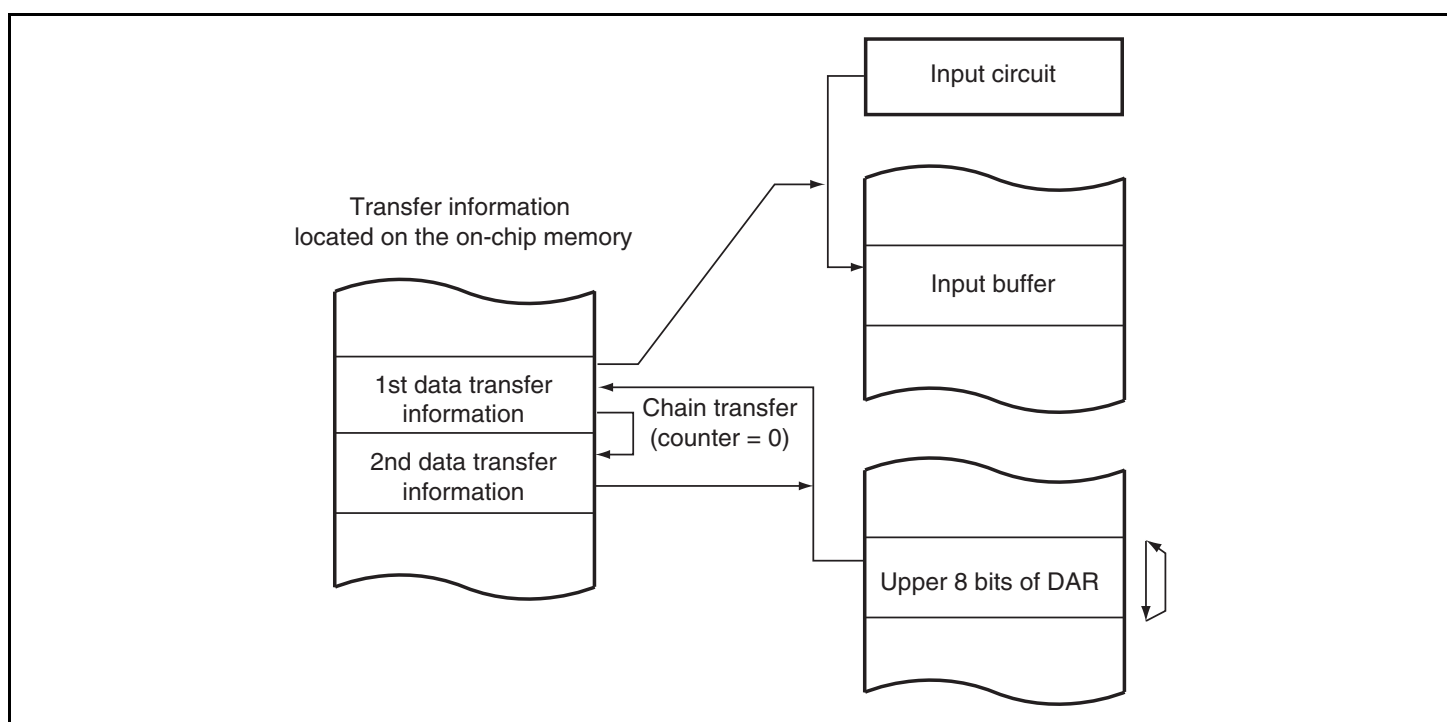 Input circuit
Transfer information
located on the on-chip memory
Input buffer
1st data transfer
information
Chain transfer
(counter = 0)
2nd data transfer
information
Upper 8 bits of DAR